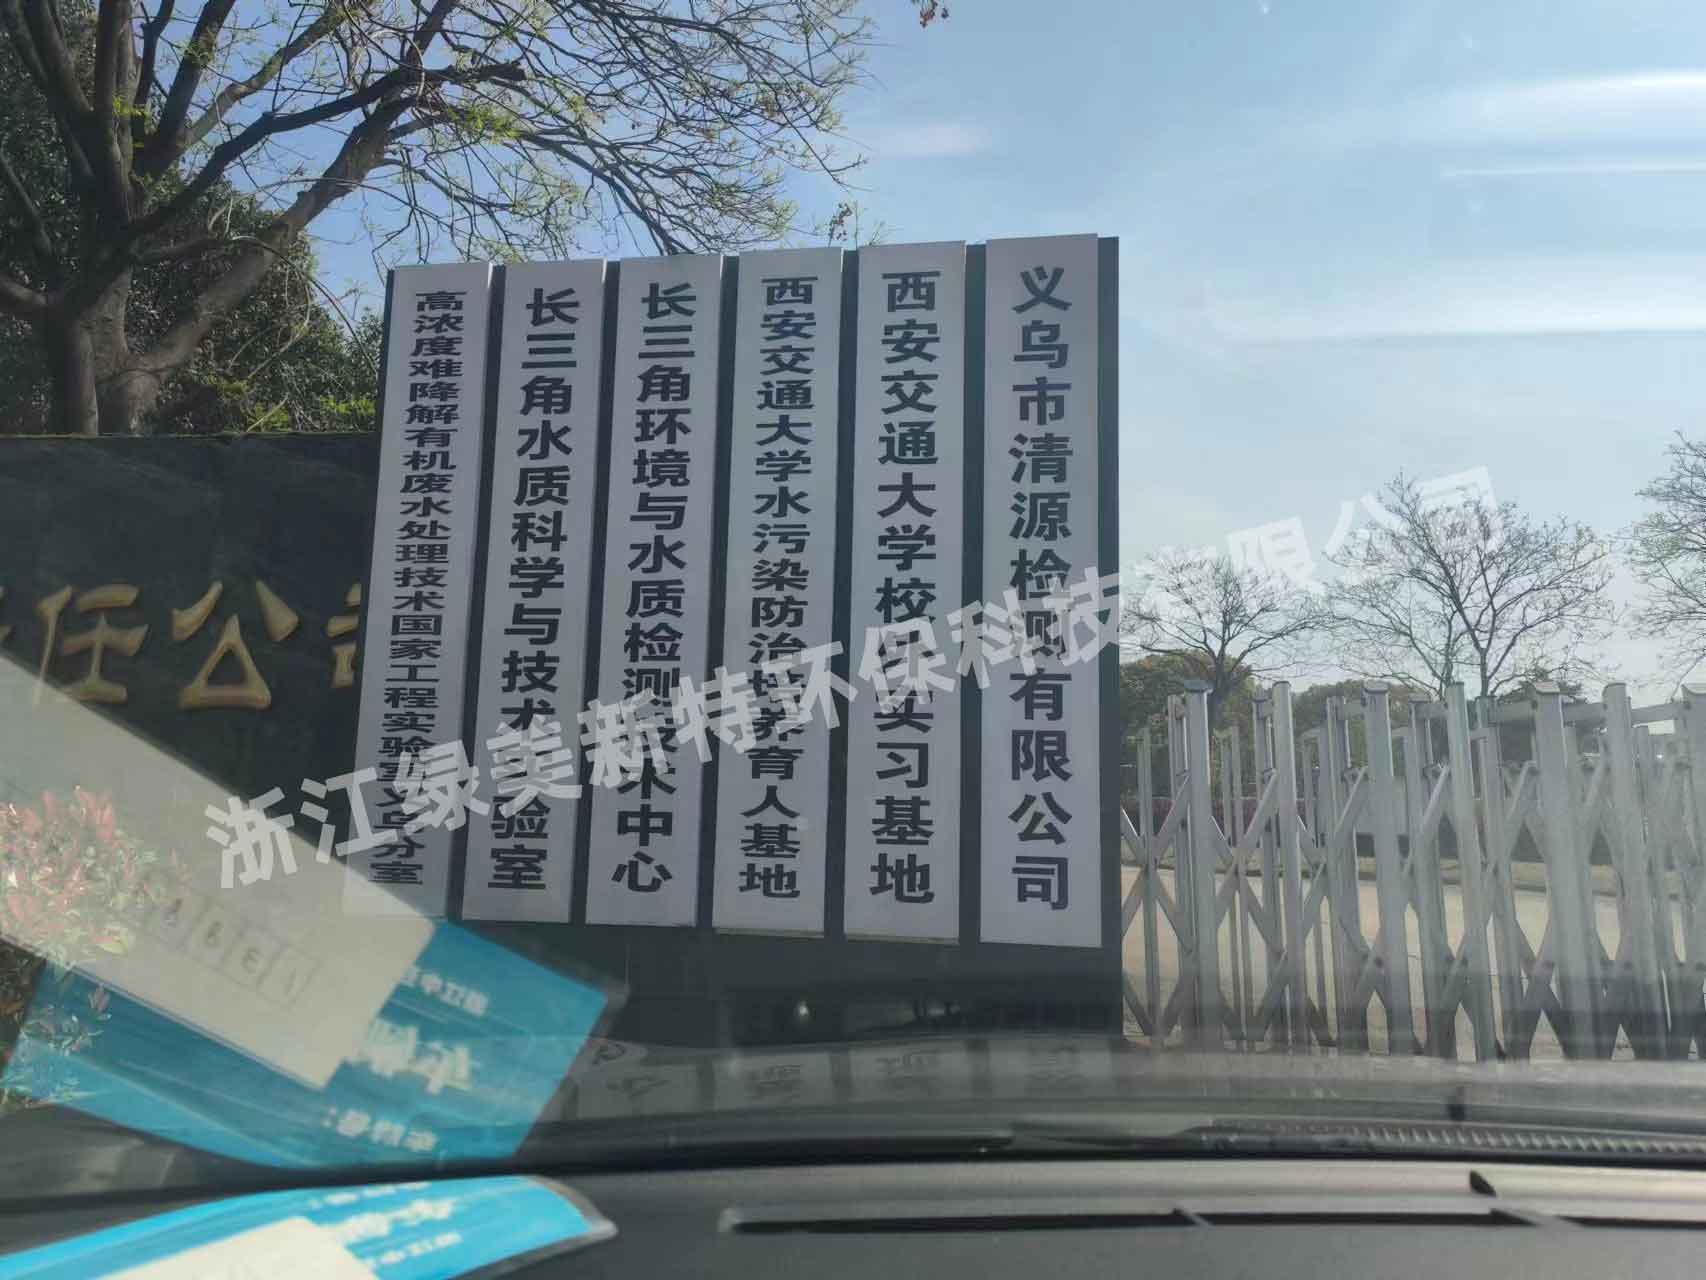 高浓度难降解有机废水处理技术国家工程实验室义乌分室
长三角水质科学与技术实验室
长三角环境与水质检测技术中心
西安交通大学水污染防治培养育人基地
西安交通大学校外实习基地
义乌市清源检测有限公司
任公司
浙江绿美新特环保科技有限公司